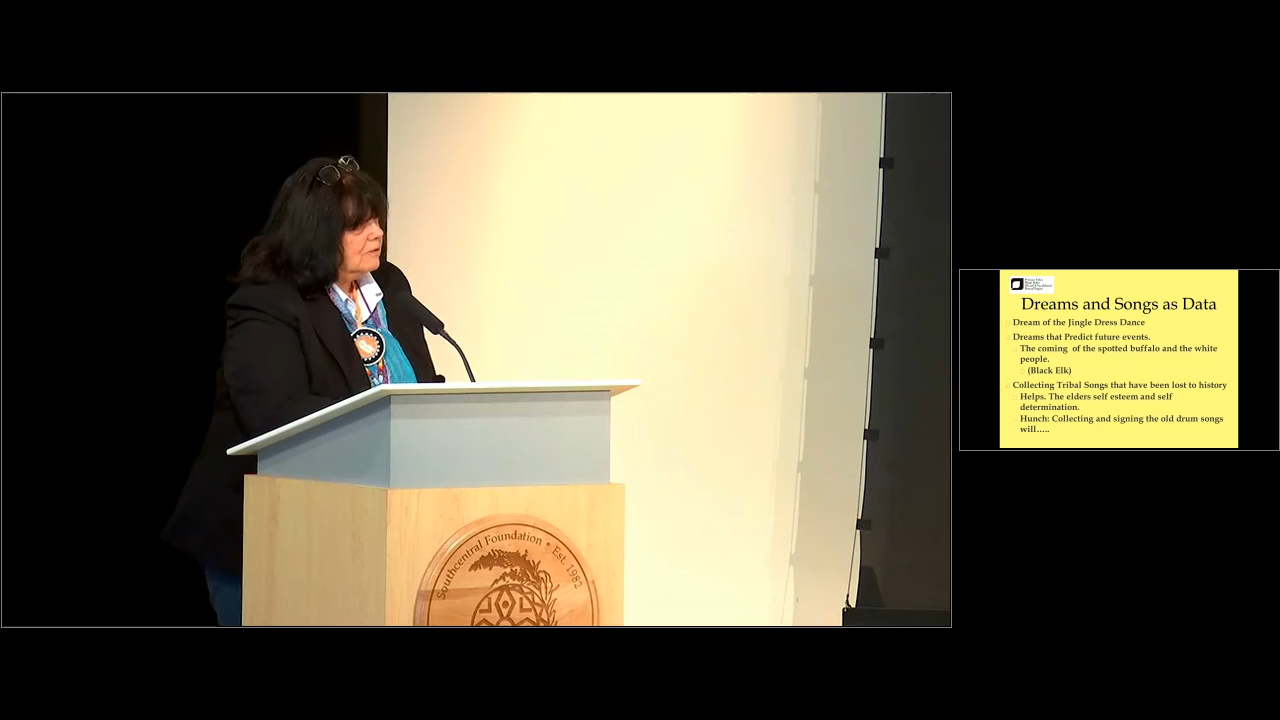 Southcentral Foundation • Est. 1982
Dreams and Songs as Data
Dream of the Jingle Dress Dance
Dreams that Predict future events.
The coming of the spotted buffalo and the white
people.
(Black Elk)
Collecting Tribal Songs that have been lost to history
Helps. The elders self esteem and self
determination.
Hunch: Collecting and signing the old drum songs
will…..